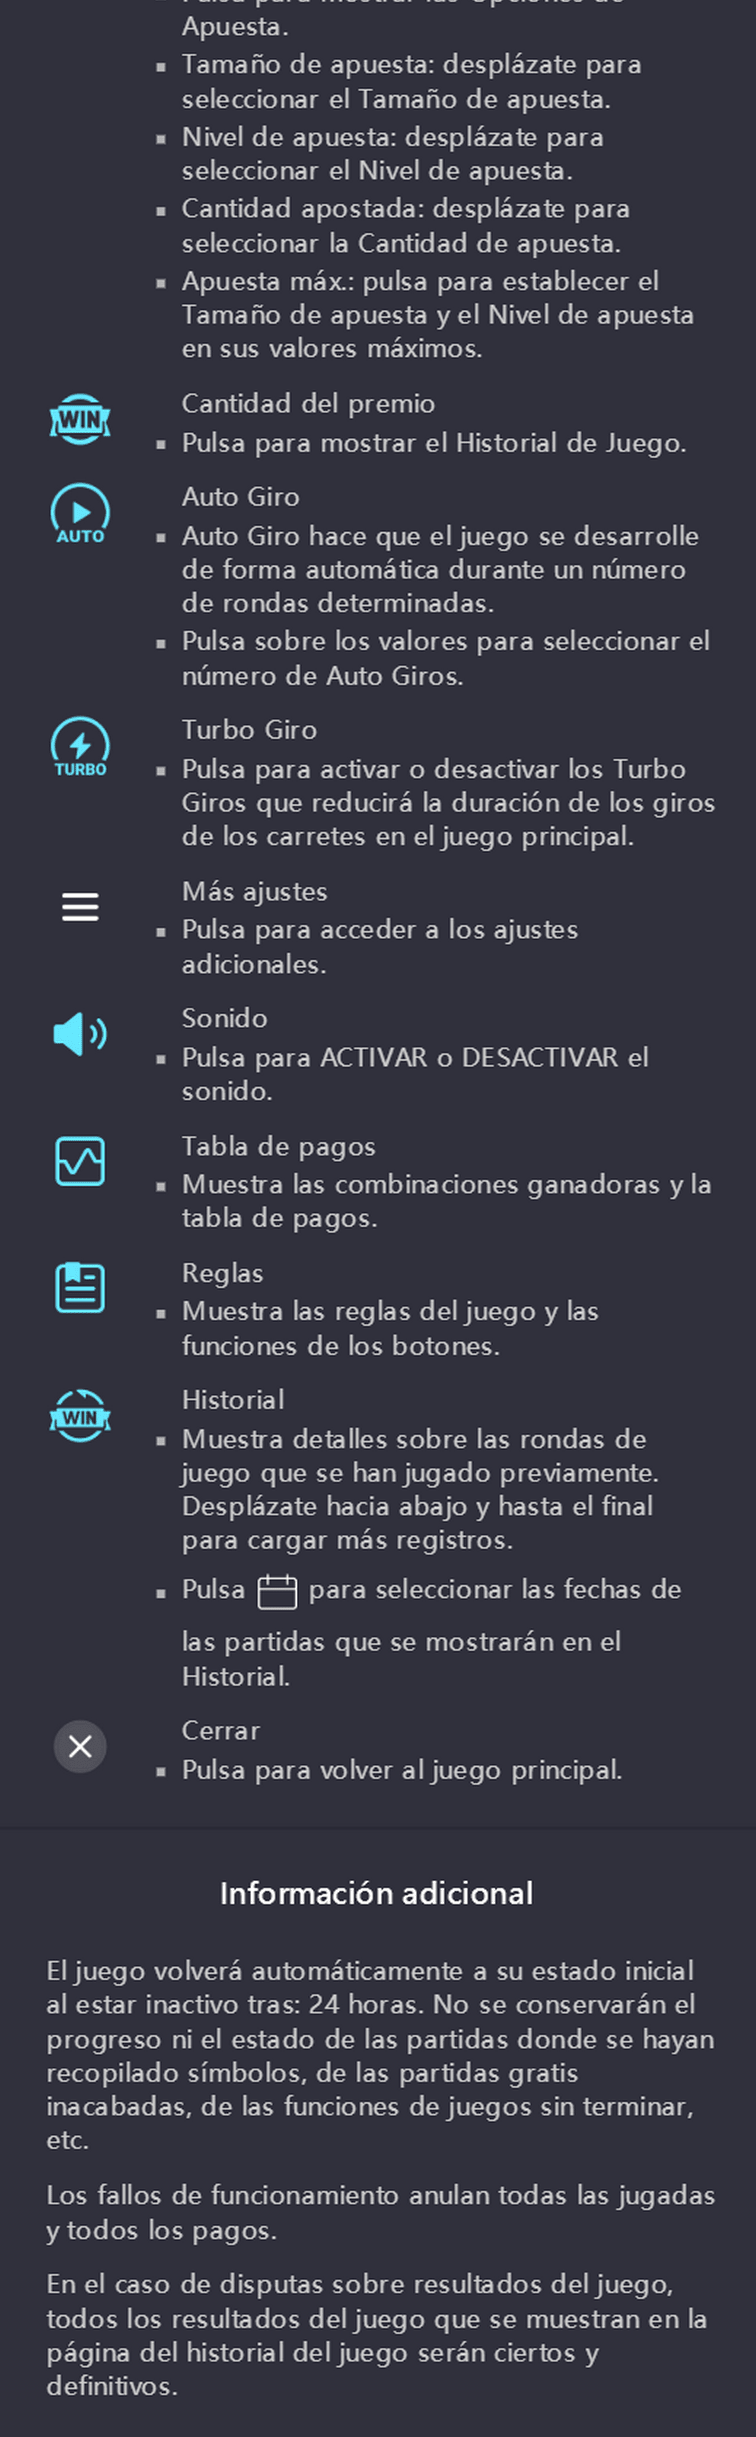 Apuesta.
▪ Tamaño de apuesta: desplázate para
seleccionar el Tamaño de apuesta.
▪ Nivel de apuesta: desplázate para
seleccionar el Nivel de apuesta.
▪ Cantidad apostada: desplázate para
seleccionar la Cantidad de apuesta.
▪ Apuesta máx.: pulsa para establecer el
Tamaño de apuesta y el Nivel de apuesta
en sus valores máximos.
WIN
Cantidad del premio
▪ Pulsa para mostrar el Historial de Juego.
AUTO
Auto Giro
▪ Auto Giro hace que el juego se desarrolle
de forma automática durante un número
de rondas determinadas.
▪ Pulsa sobre los valores para seleccionar el
número de Auto Giros.
TURBO
Turbo Giro
▪ Pulsa para activar o desactivar los Turbo
Giros que reducirá la duración de los giros
de los carretes en el juego principal.
Más ajustes
▪ Pulsa para acceder a los ajustes
adicionales.
Sonido
▪ Pulsa para ACTIVAR o DESACTIVAR el
sonido.
Tabla de pagos
▪ Muestra las combinaciones ganadoras y la
tabla de pagos.
Reglas
▪ Muestra las reglas del juego y las
funciones de los botones.
WIN
Historial
▪ Muestra detalles sobre las rondas de
juego que se han jugado previamente.
Desplázate hacia abajo y hasta el final
para cargar más registros.
▪ Pulsa para seleccionar las fechas de
las partidas que se mostrarán en el
Historial.
Cerrar
▪ Pulsa para volver al juego principal.
Información adicional
El juego volverá automáticamente a su estado inicial
al estar inactivo tras: 24 horas. No se conservarán el
progreso ni el estado de las partidas donde se hayan
recopilado símbolos, de las partidas gratis
inacabadas, de las funciones de juegos sin terminar,
etc.
Los fallos de funcionamiento anulan todas las jugadas
y todos los pagos.
En el caso de disputas sobre resultados del juego,
todos los resultados del juego que se muestran en la
página del historial del juego serán ciertos y
definitivos.